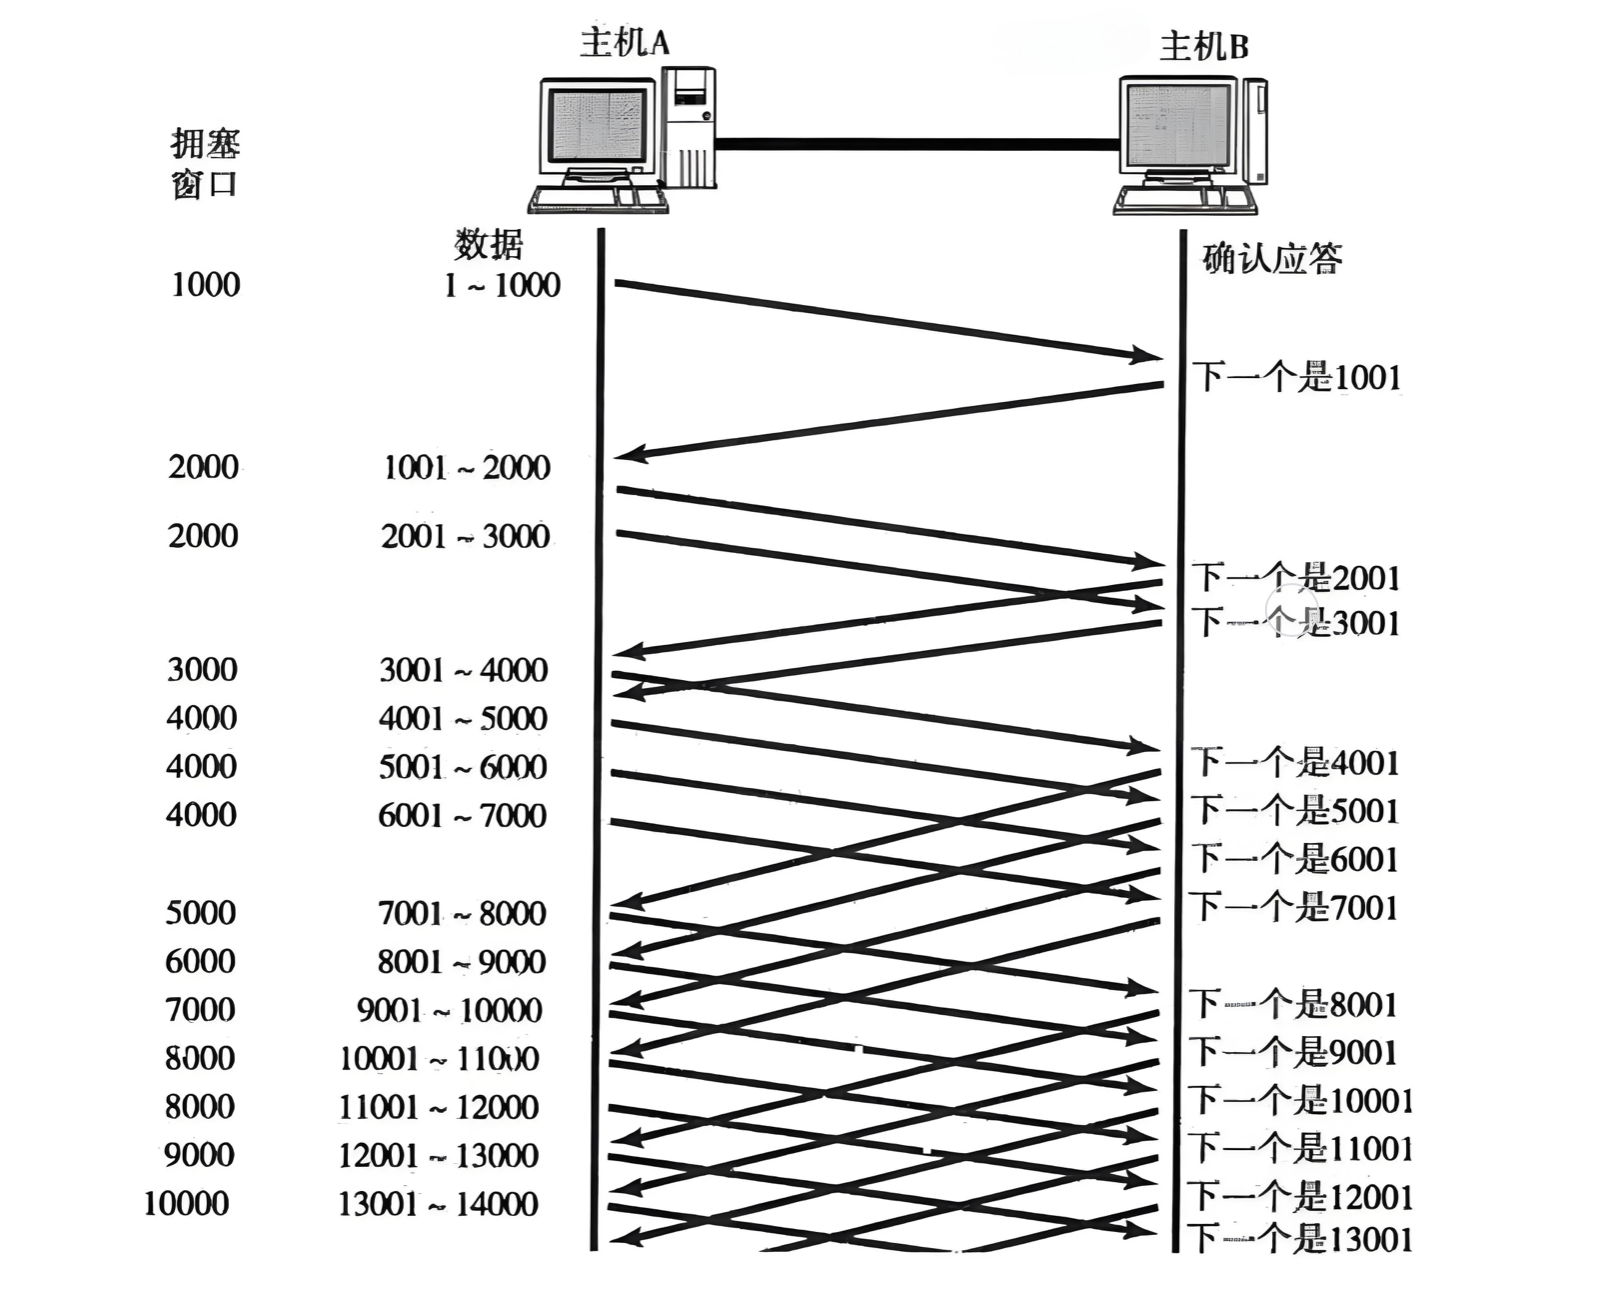 主机A
主机B
拥塞
窗口
数据
确认应答
1000
1 ~ 1000
下一个是1001
2000
1001 ~ 2000
2000
2001 ~ 3000
下一个是2001
下一个是3001
3000
3001 ~ 4000
4000
4001 ~ 5000
4000
5001 ~ 6000
下一个是4001
4000
6001 ~ 7000
下一个是5001
下一个是6001
5000
7001 ~ 8000
下一个是7001
6000
8001 ~ 9000
7000
9001 ~ 10000
下一个是8001
8000
10001 ~ 11000
下一个是9001
8000
11001 ~ 12000
下一个是10001
9000
12001 ~ 13000
下一个是11001
10000
13001 ~ 14000
下一个是12001
下一个是13001